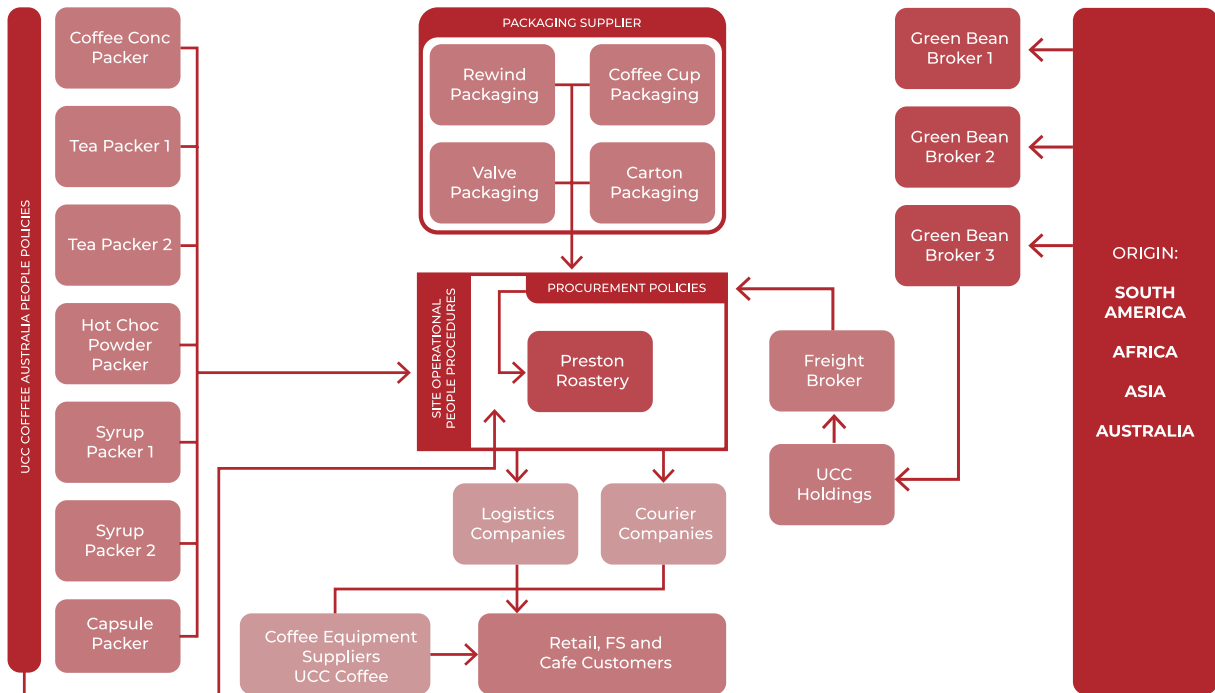 UCC COFFEE AUSTRALIA PEOPLE POLICIES
Coffee Conc
Packer
Tea Packer 1
Tea Packer 2
Hot Choc
Powder
Packer
Syrup
Packer 1
Syrup
Packer 2
Capsule
Packer
PACKAGING SUPPLIER
Rewind
Packaging
Coffee Cup
Packaging
Valve
Packaging
Carton
Packaging
SITE OPERATIONAL
PEOPLE PROCEDURES
PROCUREMENT POLICIES
Preston
Roastery
Logistics
Companies
Courier
Companies
Coffee Equipment
Suppliers
UCC Coffee
Retail, FS and
Cafe Customers
Freight
Broker
UCC
Holdings
Green Bean
Broker 1
Green Bean
Broker 2
Green Bean
Broker 3
ORIGIN:
SOUTH
AMERICA
AFRICA
ASIA
AUSTRALIA